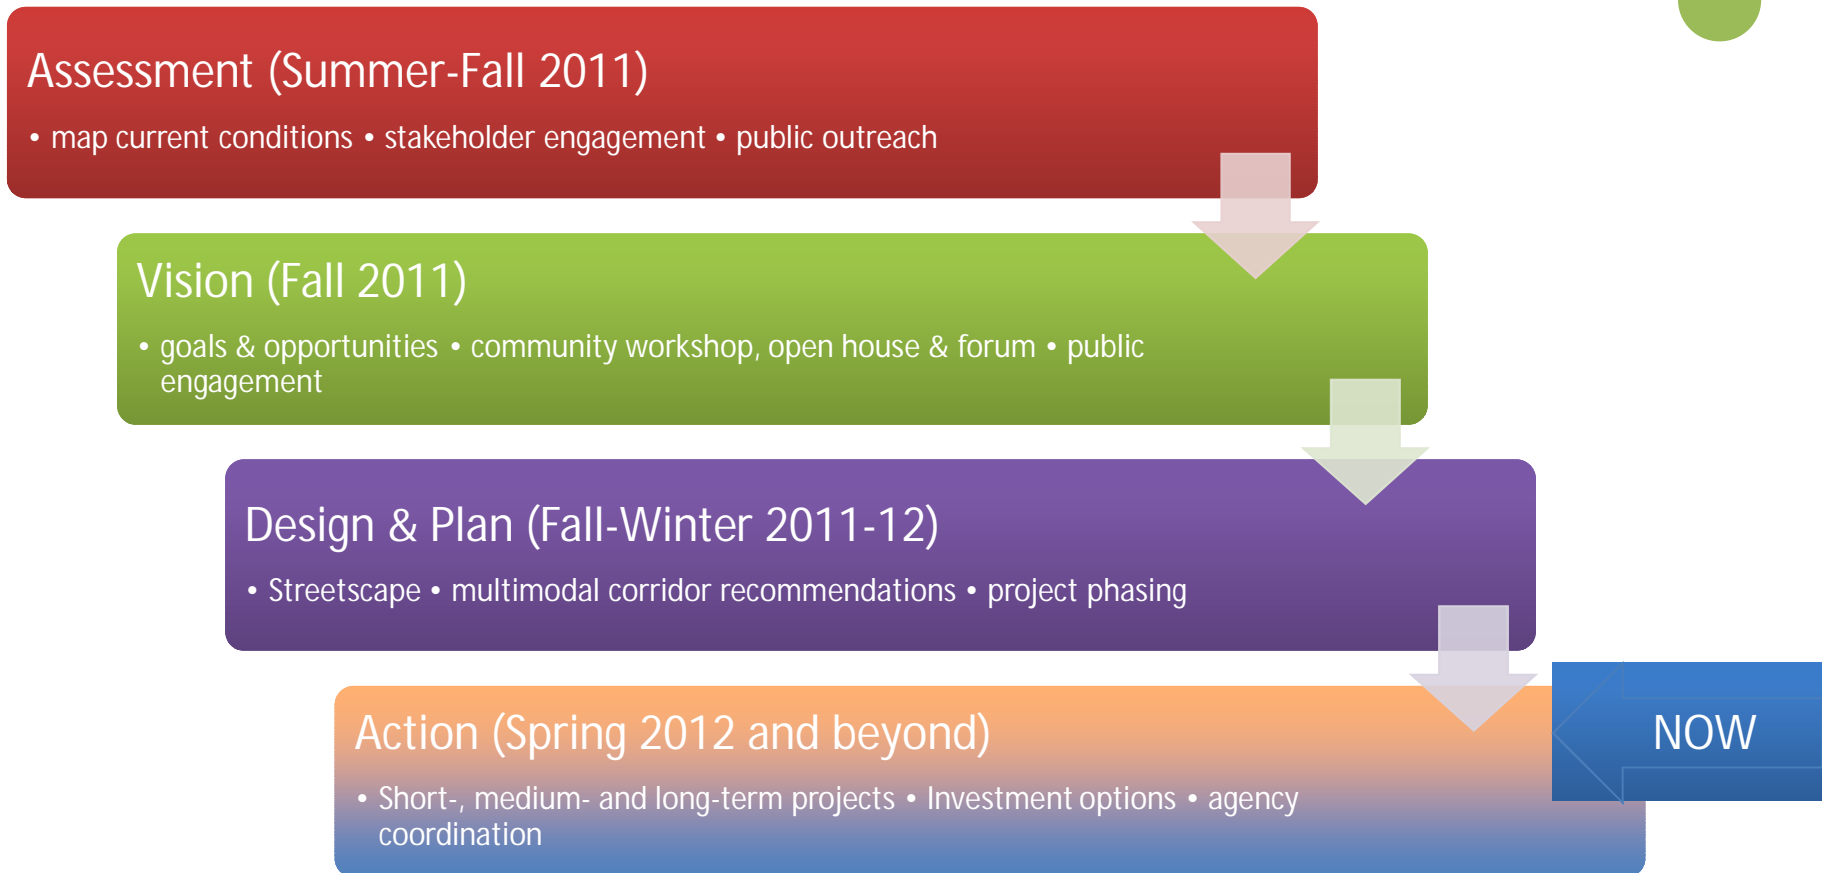 Assessment (Summer-Fall 2011)
• map current conditions • stakeholder engagement • public outreach
Vision (Fall 2011)
• goals & opportunities • community workshop, open house & forum • public
engagement
Design & Plan (Fall-Winter 2011-12)
• Streetscape • multimodal corridor recommendations • project phasing
Action (Spring 2012 and beyond)
NOW
• Short-, medium- and long-term projects • Investment options • agency
coordination